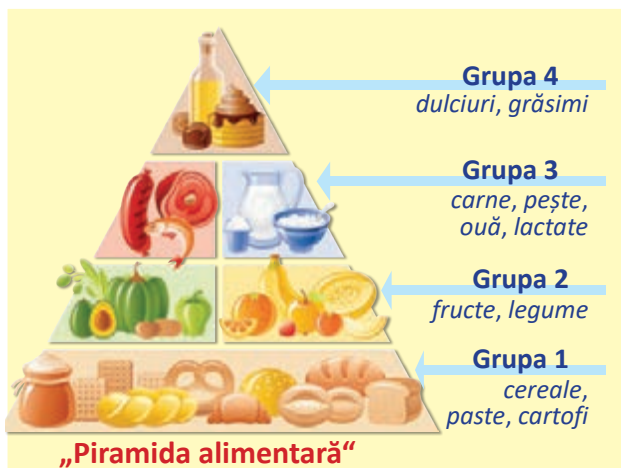 Grupa 4
dulciuri, grăsimi
Grupa 3
carne, pește,
ouă, lactate
Grupa 2
fructe, legume
Grupa 1
cereale,
paste, cartofi
„Piramida alimentară“